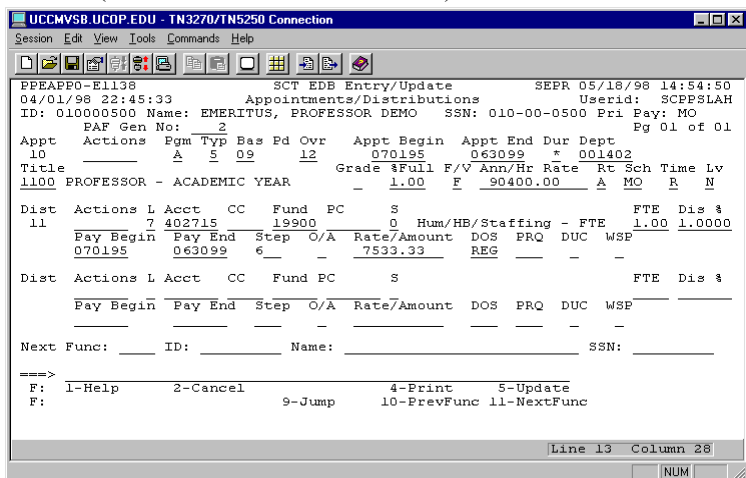 UCCMVSB.UCOP.EDU - TN3270/TN5250 Connection
Session Edit View Tools Commands Help
PPEAPP0-E1138 SCT EDB Entry/Update SEPR 05/18/98 14:54:50
04/01/98 22:45:33 Appointments/Distributions Userid: SCPPSLAH
ID: 010000500 Name: EMERITUS, PROFESSOR DEMO SSN: 010-00-0500 Pri Pay: MO
PAF Gen No: 2 Pg 01 of 01
Appt Actions Pgm Typ Bas Pd Ovr Appt Begin Appt End Dur Dept
10 A 5 09 12 070195 063099 * 001402
Title Grade %Full F/V Ann/Hr Rate Rt Sch Time Lv
1100 PROFESSOR - ACADEMIC YEAR 1.00 F 90400.00 A MO R N
Dist Actions L Acct CC Fund PC S FTE Dis %
11 7 402715 19900 0 Hum/HB/Staffing - FTE 1.00 1.0000
Pay Begin Pay End Step O/A Rate/Amount DOS PRQ DUC WSP
070195 063099 6 7533.33 REG
Dist Actions L Acct CC Fund PC S FTE Dis %
Pay Begin Pay End Step O/A Rate/Amount DOS PRQ DUC WSP
Next Func: ID: Name: SSN:
===>
F: 1-Help 2-Cancel 4-Print 5-Update
F: 9-Jump 10-PrevFunc 11-NextFunc
Line 13 Column 28
NUM